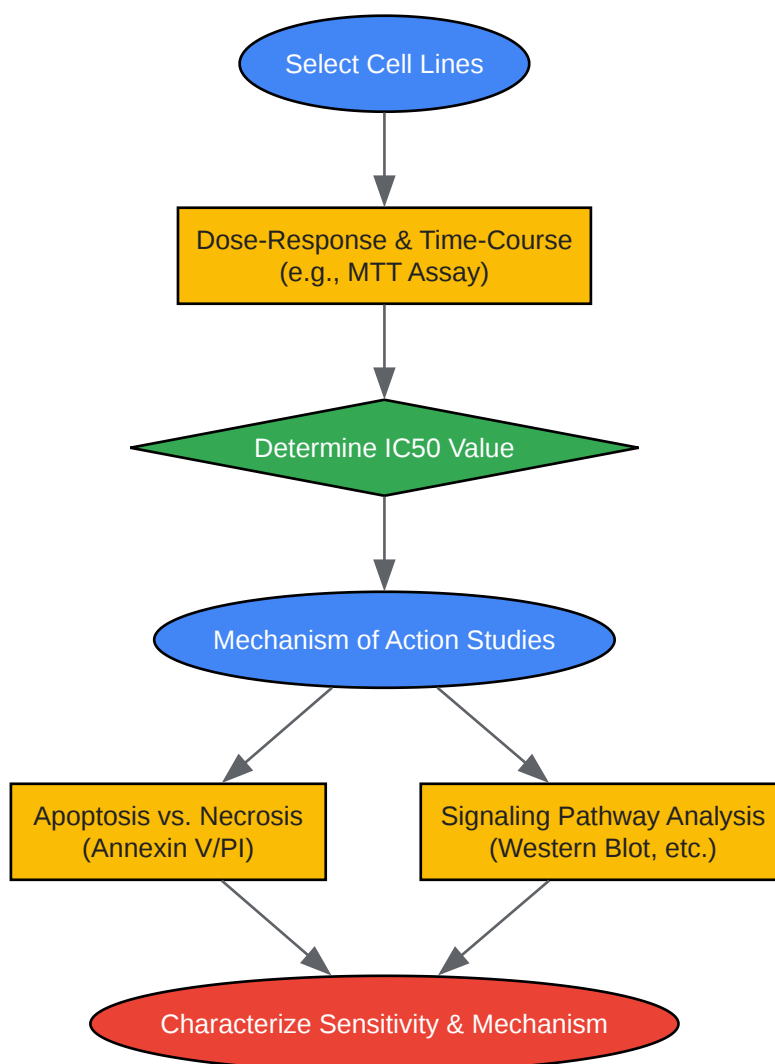 Select Cell Lines
Dose-Response & Time-Course
(e.g., MTT Assay)
Determine IC50 Value
Mechanism of Action Studies
Apoptosis vs. Necrosis
(Annexin V/PI)
Signaling Pathway Analysis
(Western Blot, etc.)
Characterize Sensitivity & Mechanism